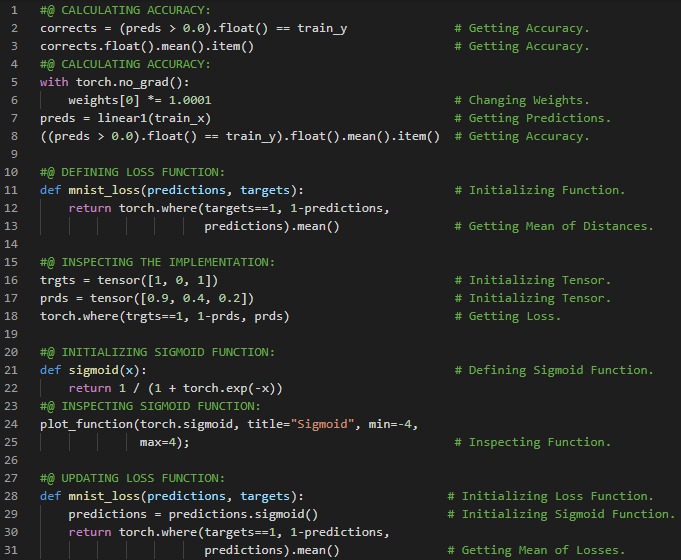 1 #@ CALCULATING ACCURACY:
2 corrects = (preds > 0.0).float() == train_y # Getting Accuracy.
3 corrects.float().mean().item() # Getting Accuracy.
4 #@ CALCULATING ACCURACY:
5 with torch.no_grad():
6 weights[0] *= 1.0001 # Changing Weights.
7 preds = linear1(train_x) # Getting Predictions.
8 ((preds > 0.0).float() == train_y).float().mean().item() # Getting Accuracy.
9
10 #@ DEFINING LOSS FUNCTION:
11 def mnist_loss(predictions, targets): # Initializing Function.
12 return torch.where(targets==1, 1-predictions,
13 predictions).mean() # Getting Mean of Distances.
14
15 #@ INSPECTING THE IMPLEMENTATION:
16 trgts = tensor([1, 0, 1]) # Initializing Tensor.
17 prds = tensor([0.9, 0.4, 0.2]) # Initializing Tensor.
18 torch.where(trgts==1, 1-prds, prds) # Getting Loss.
19
20 #@ INITIALIZING SIGMOID FUNCTION:
21 def sigmoid(x): # Defining Sigmoid Function.
22 return 1 / (1 + torch.exp(-x))
23 #@ INSPECTING SIGMOID FUNCTION:
24 plot_function(torch.sigmoid, title="Sigmoid", min=-4,
25 max=4); # Inspecting Function.
26
27 #@ UPDATING LOSS FUNCTION:
28 def mnist_loss(predictions, targets): # Initializing Loss Function.
29 predictions = predictions.sigmoid() # Initializing Sigmoid Function.
30 return torch.where(targets==1, 1-predictions,
31 predictions).mean() # Getting Mean of Losses.